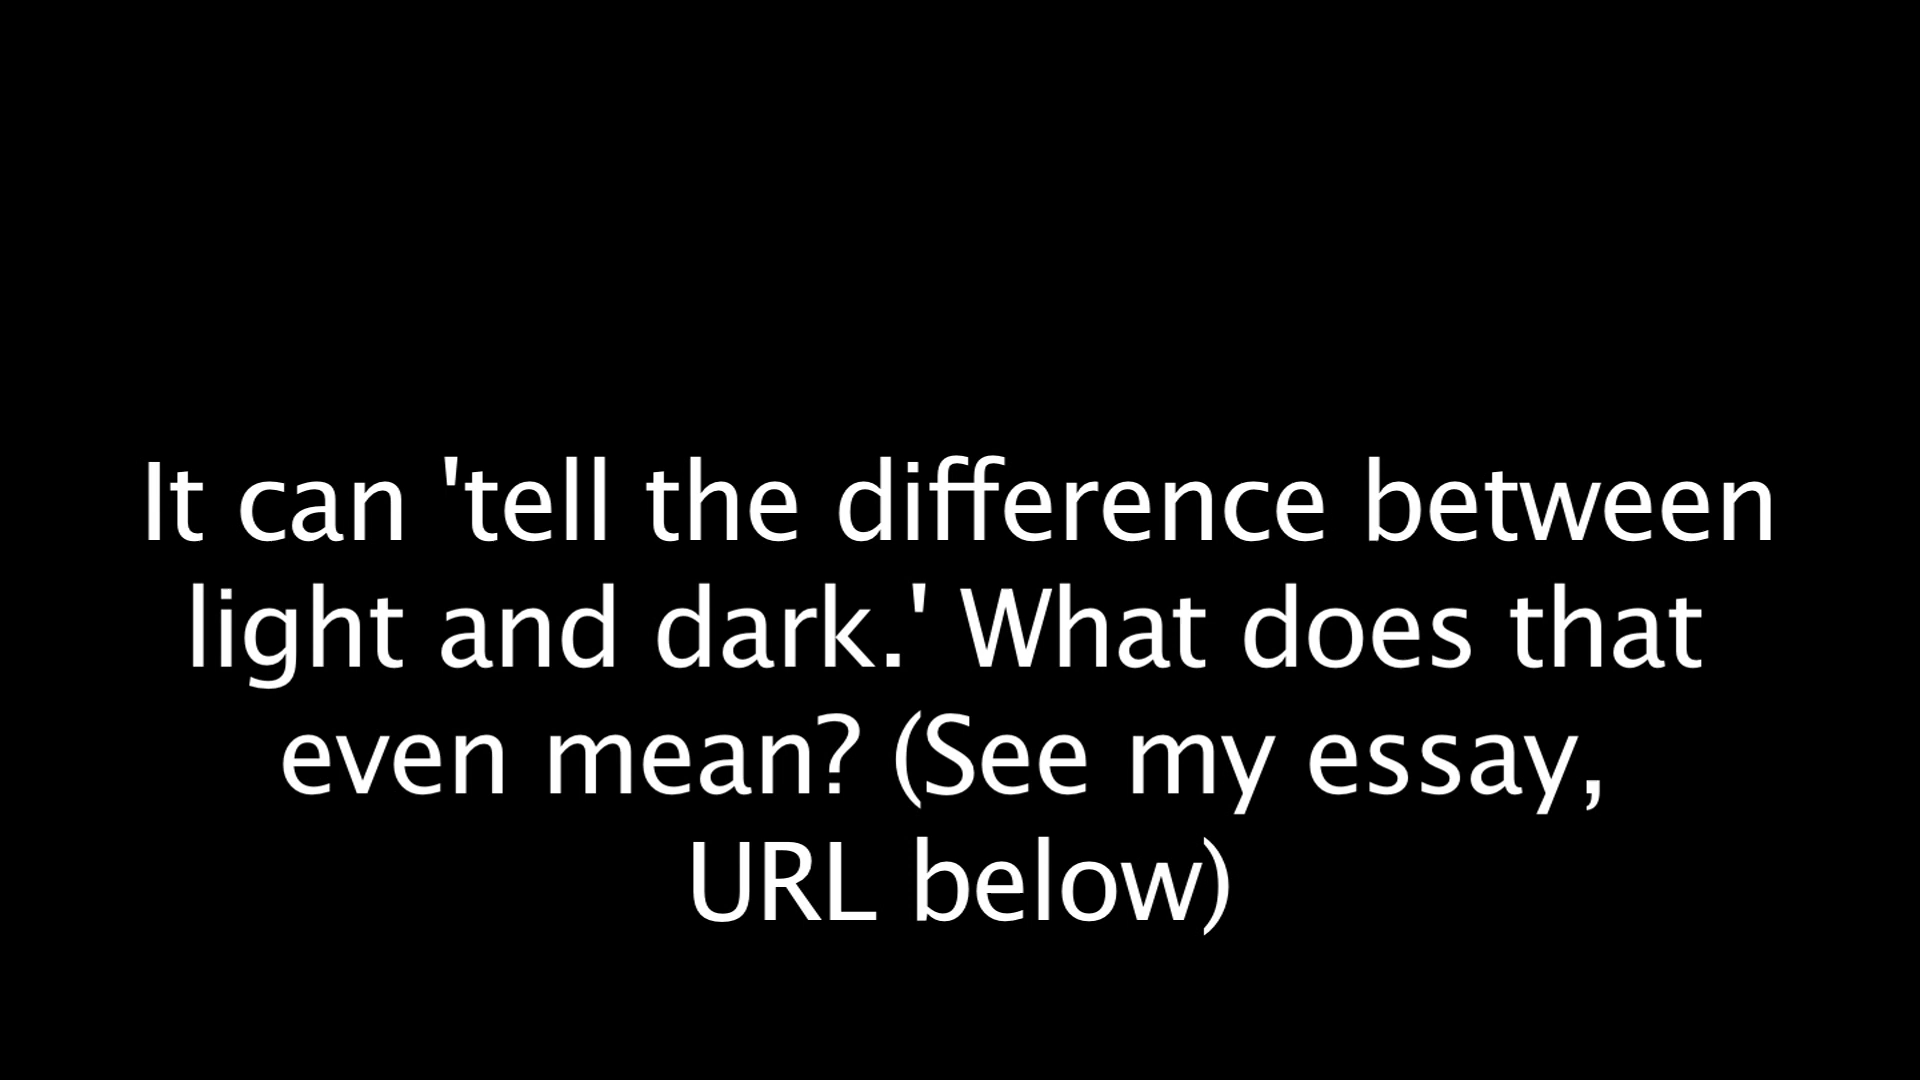 It can 'tell the difference between
light and dark.' What does that
even mean? (See my essay,
URL below)